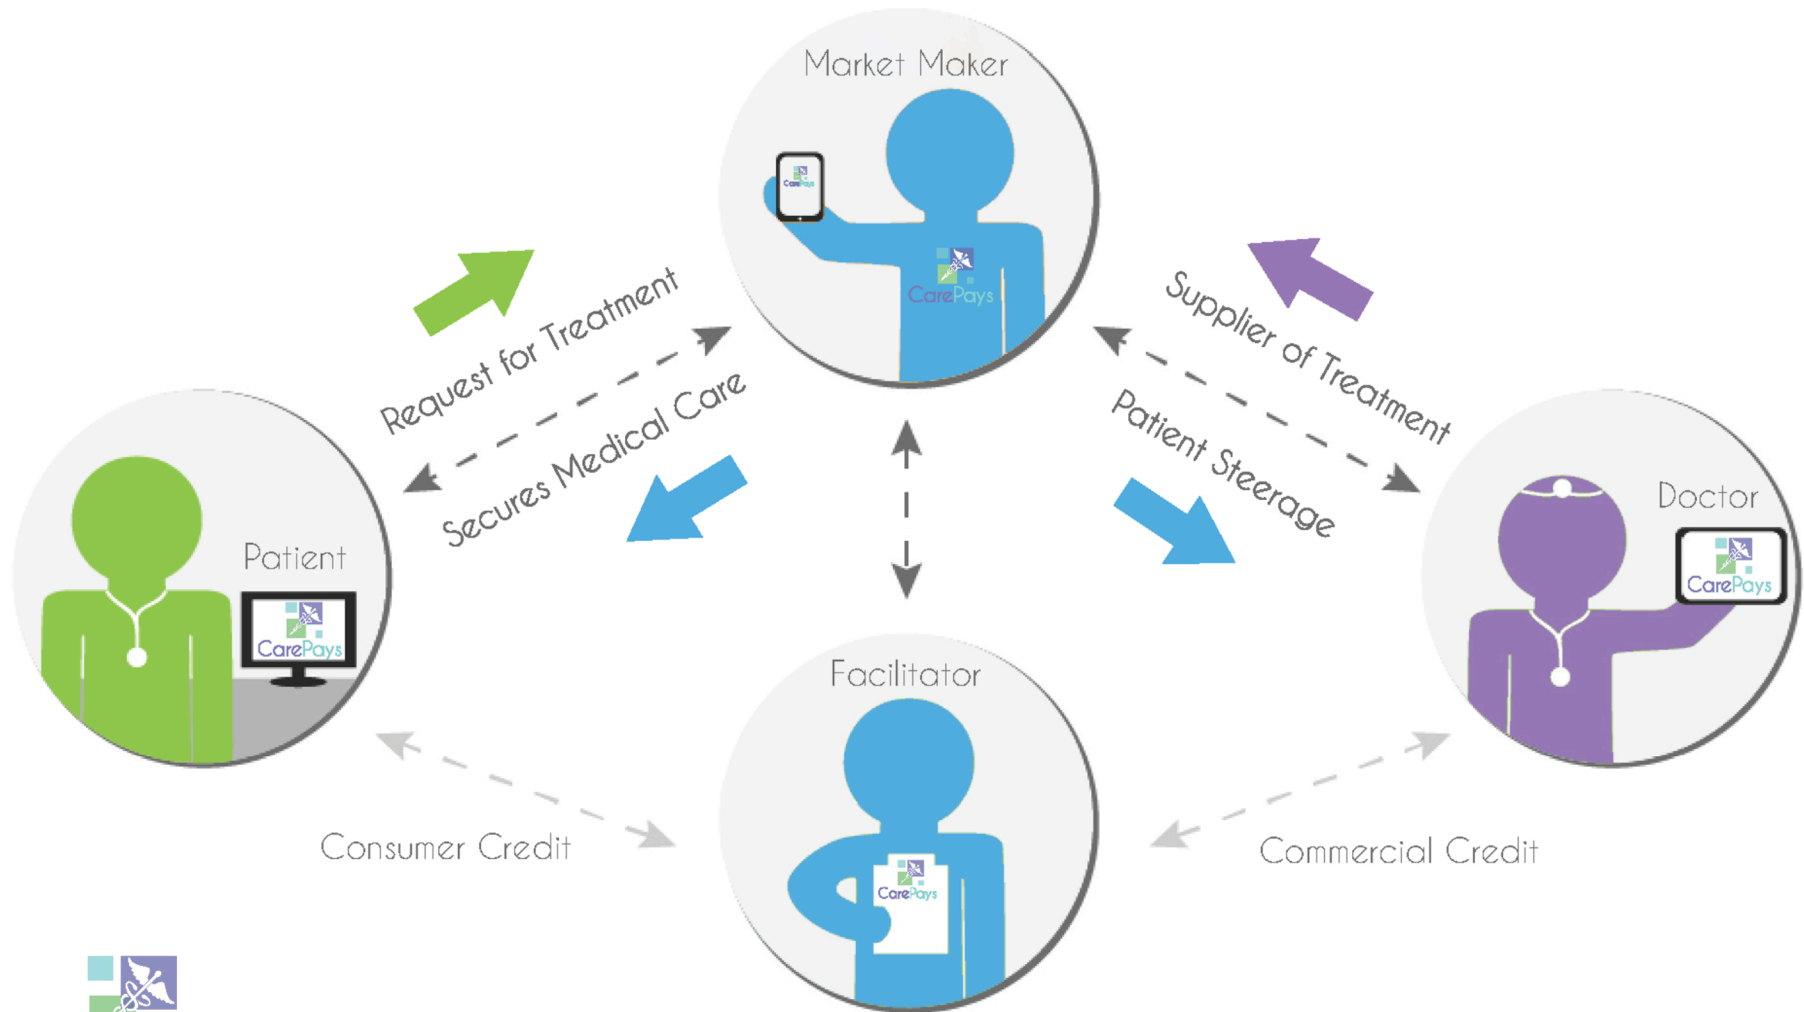 Market Maker
CarePays
CarePays
Request for Treatment
Secures Medical Care
Supplier of Treatment
Patient Steerage
Patient
CarePays
Doctor
CarePays
Facilitator
CarePays
Consumer Credit
Commercial Credit